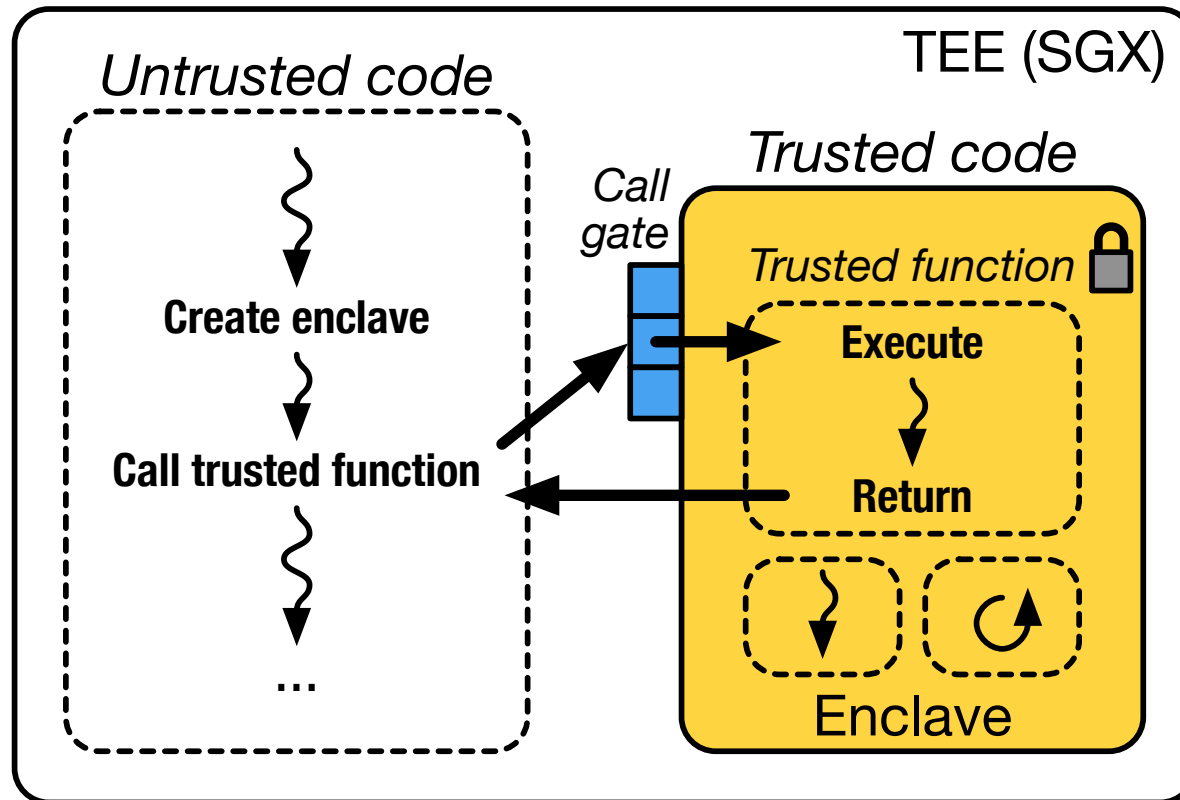 TEE (SGX)
Untrusted code
Create enclave
Call trusted function
...
Call
gate
Trusted code
Trusted function
Execute
Return
Enclave